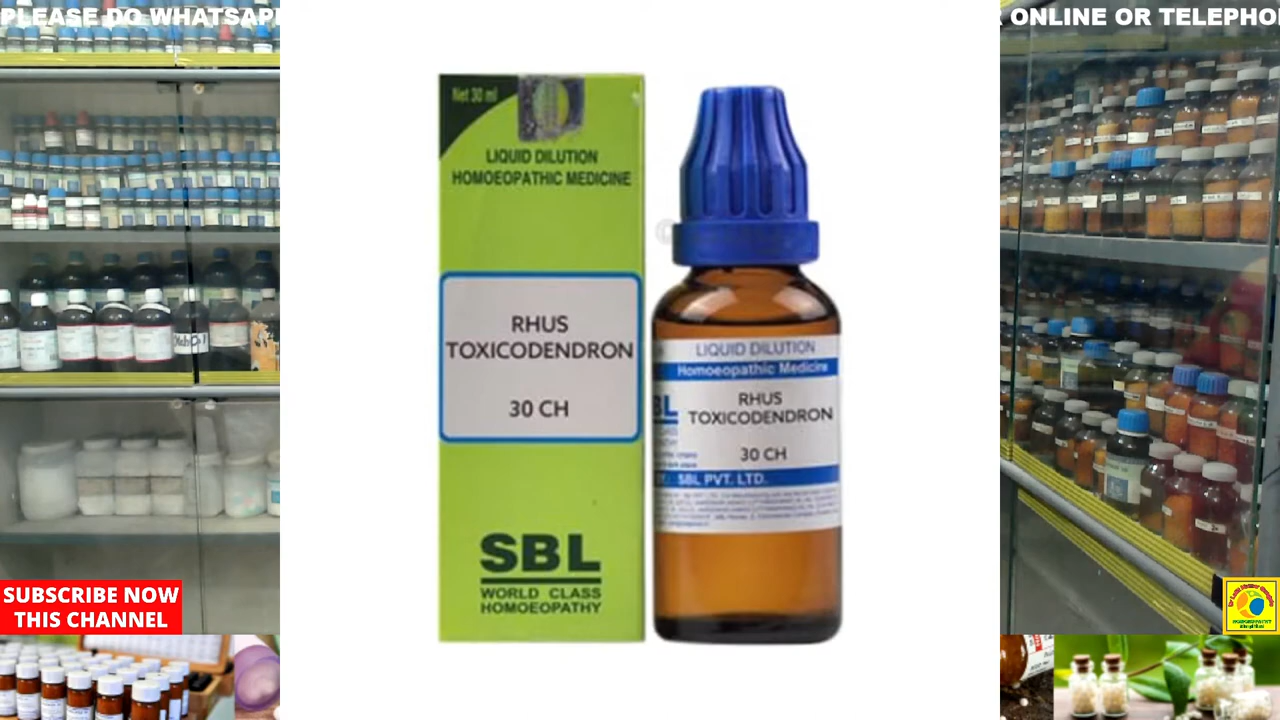 PLEASE DO WHATSAPP
ONLINE OR TELEPHO
Net 30 ml
LIQUID DILUTION
HOMOEOPATHIC MEDICINE
RHUS
TOXICODENDRON
30 CH
SBL
WORLD CLASS
HOMOEOPATHY
LIQUID DILUTION
Homoeopathic Medicine
RHUS
TOXICODENDRON
30 CH
SBL PVT. LTD.
SUBSCRIBE NOW
THIS CHANNEL